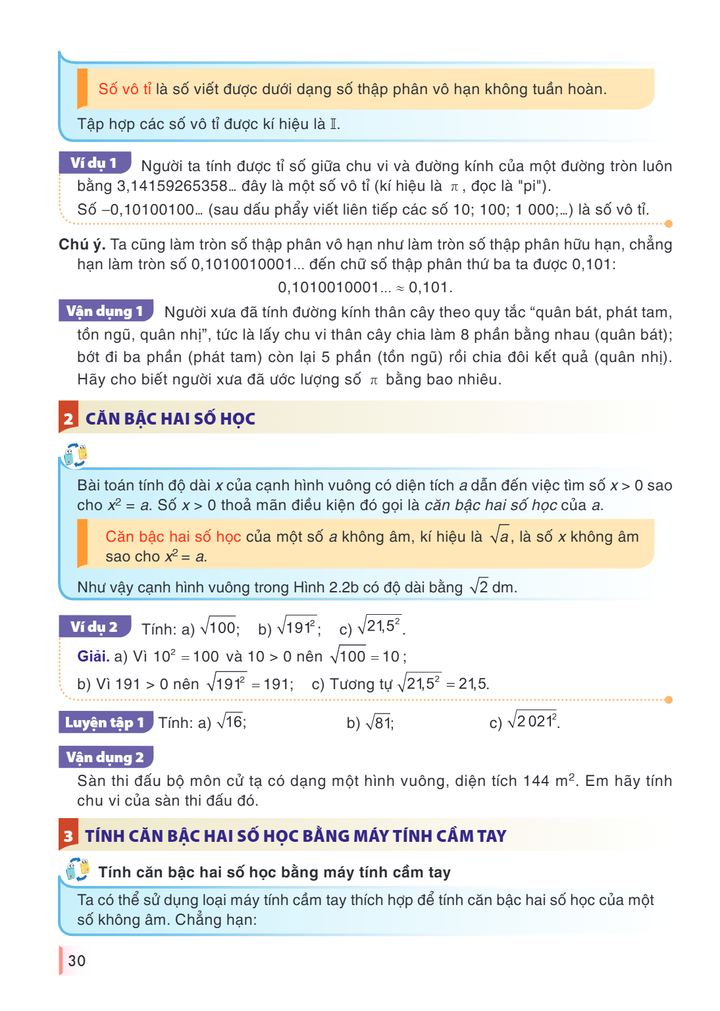 Số vô tỉ là số viết được dưới dạng số thập phân vô hạn không tuần hoàn.
Tập hợp các số vô tỉ được kí hiệu là 𝕀.
Ví dụ 1 Người ta tính được tỉ số giữa chu vi và đường kính của một đường tròn luôn
bằng 3,14159265358... đây là một số vô tỉ (kí hiệu là π, đọc là "pi").
Số –0,10100100... (sau dấu phẩy viết liên tiếp các số 10; 100; 1 000;...) là số vô tỉ.
Chú ý. Ta cũng làm tròn số thập phân vô hạn như làm tròn số thập phân hữu hạn, chẳng
hạn làm tròn số 0,1010010001... đến chữ số thập phân thứ ba ta được 0,101:
0,1010010001... ≈ 0,101.
Vận dụng 1 Người xưa đã tính đường kính thân cây theo quy tắc “quân bát, phát tam,
tồn ngũ, quân nhị”, tức là lấy chu vi thân cây chia làm 8 phần bằng nhau (quân bát);
bớt đi ba phần (phát tam) còn lại 5 phần (tồn ngũ) rồi chia đôi kết quả (quân nhị).
Hãy cho biết người xưa đã ước lượng số π bằng bao nhiêu.
2 CĂN BẬC HAI SỐ HỌC
Bài toán tính độ dài x của cạnh hình vuông có diện tích a dẫn đến việc tìm số x > 0 sao
cho x² = a. Số x > 0 thoả mãn điều kiện đó gọi là căn bậc hai số học của a.
Căn bậc hai số học của một số a không âm, kí hiệu là √a, là số x không âm
sao cho x² = a.
Như vậy cạnh hình vuông trong Hình 2.2b có độ dài bằng √2 dm.
Ví dụ 2 Tính: a) √100; b) √191²; c) √21,5².
Giải. a) Vì 10² = 100 và 10 > 0 nên √100 = 10;
b) Vì 191 > 0 nên √191² = 191; c) Tương tự √21,5² = 21,5.
Luyện tập 1 Tính: a) √16; b) √81; c) √2 021².
Vận dụng 2
Sàn thi đấu bộ môn cử tạ có dạng một hình vuông, diện tích 144 m². Em hãy tính
chu vi của sàn thi đấu đó.
3 TÍNH CĂN BẬC HAI SỐ HỌC BẰNG MÁY TÍNH CẦM TAY
Tính căn bậc hai số học bằng máy tính cầm tay
Ta có thể sử dụng loại máy tính cầm tay thích hợp để tính căn bậc hai số học của một
số không âm. Chẳng hạn:
30